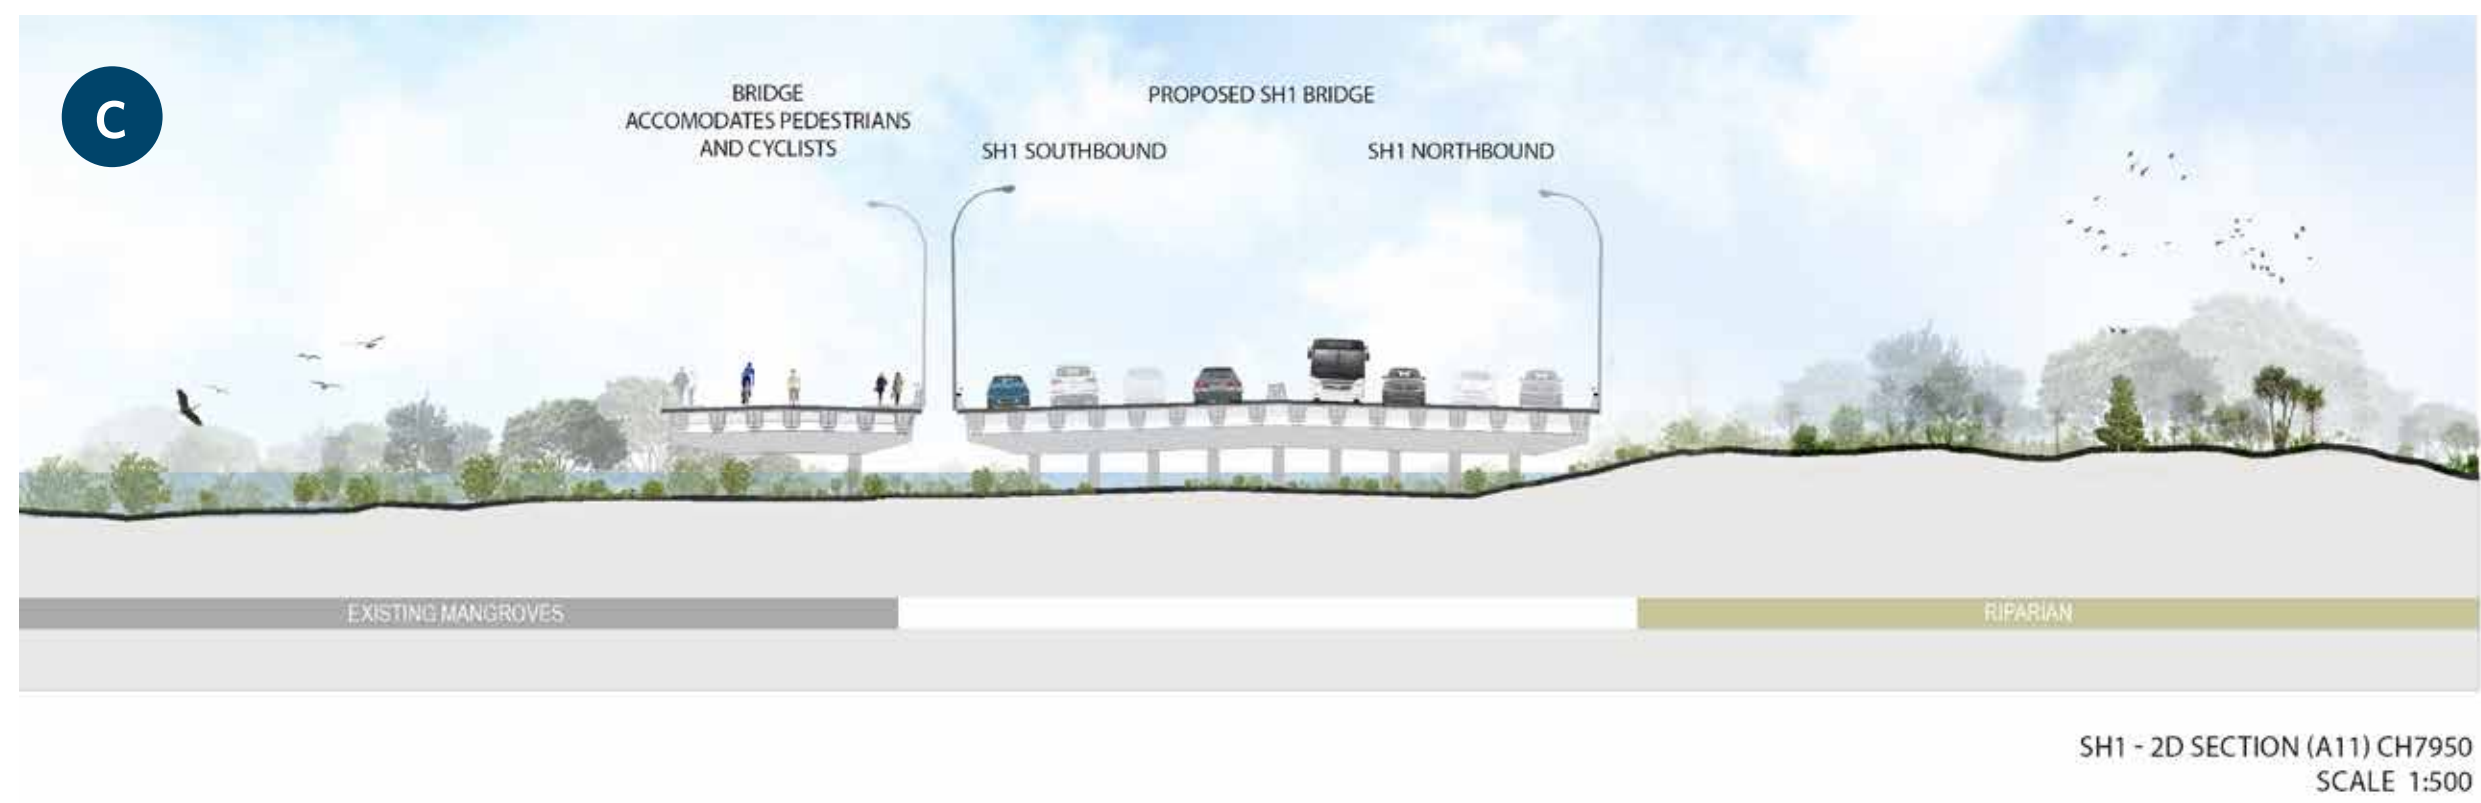 C
BRIDGE
ACCOMODATES PEDESTRIANS
AND CYCLISTS
PROPOSED SH1 BRIDGE
SH1 SOUTHBOUND
SH1 NORTHBOUND
EXISTING MANGROVES
RIPARIAN
SH1 - 2D SECTION (A11) CH7950
SCALE 1:500